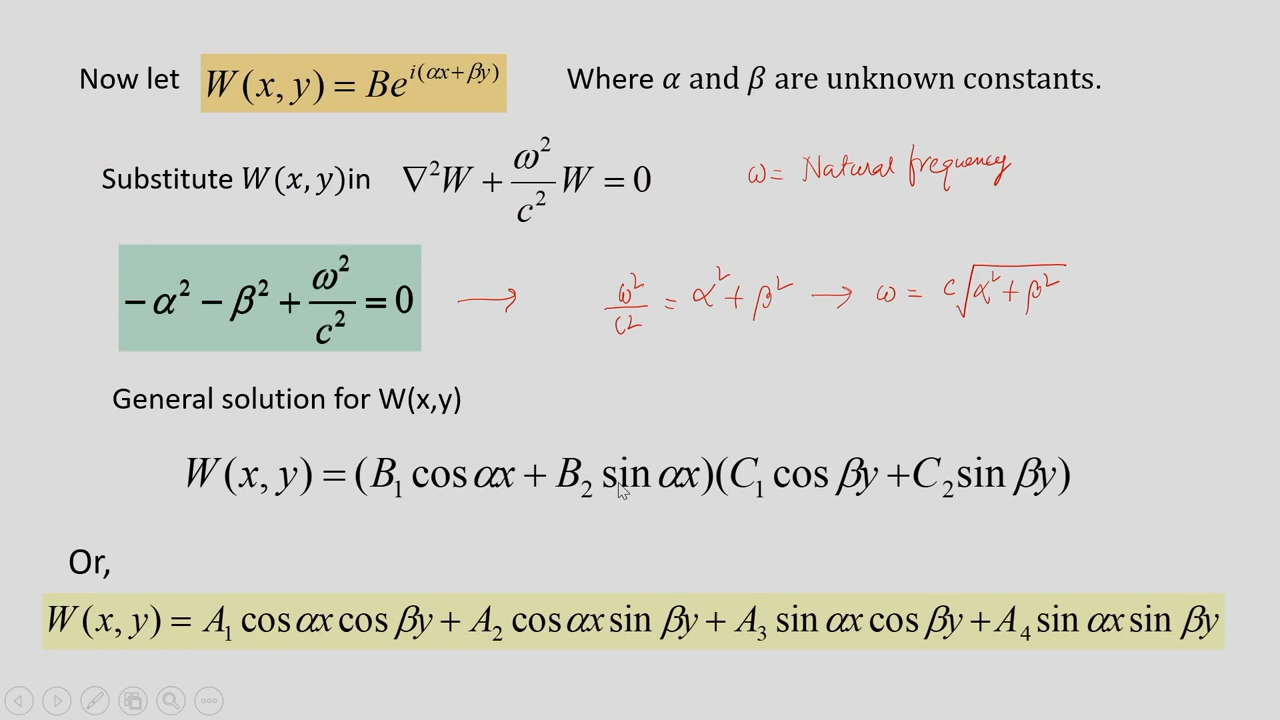 Now let W(x, y) = Be^{i(αx+βy)} Where α and β are unknown constants.
Substitute W(x, y)in ∇²W + ω²/c² W = 0 ω = Natural frequency
−α² − β² + ω²/c² = 0 → ω²/c² = α² + β² → ω = c√(α² + β²)
General solution for W(x,y)
W(x, y) = (B₁ cos αx + B₂ sin αx)(C₁ cos βy + C₂ sin βy)
Or,
W(x, y) = A₁ cos αx cos βy + A₂ cos αx sin βy + A₃ sin αx cos βy + A₄ sin αx sin βy